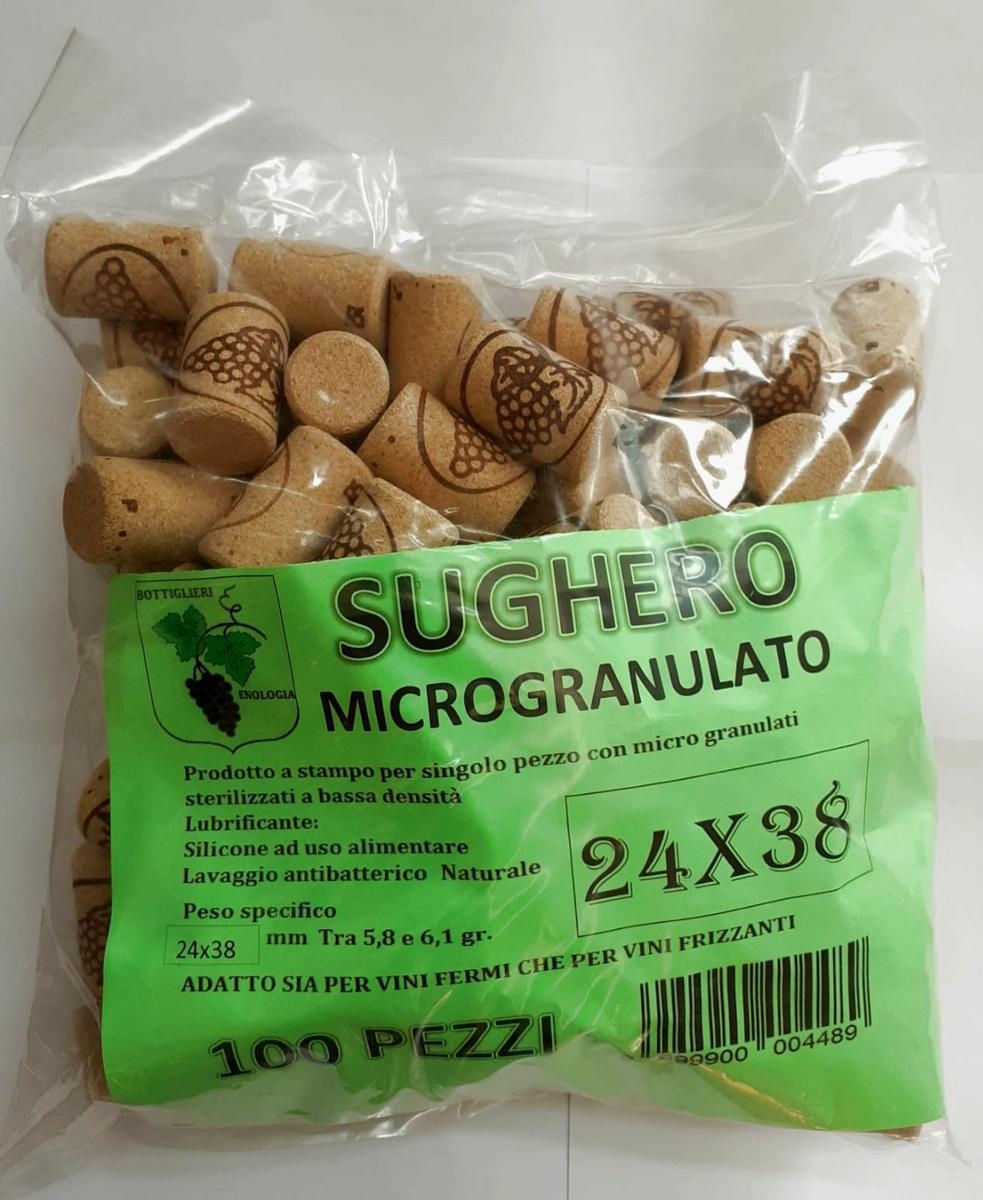 BOTTIGLIERI
ENOLOGIA
SUGHERO
MICROGRANULATO
Prodotto a stampo per singolo pezzo con micro granulati
sterilizzati a bassa densità
Lubrificante:
Silicone ad uso alimentare
Lavaggio antibatterico Naturale
24X38
Peso specifico
24x38 mm Tra 5,8 e 6,1 gr.
ADATTO SIA PER VINI FERMI CHE PER VINI FRIZZANTI
100 PEZZI
99900 004489